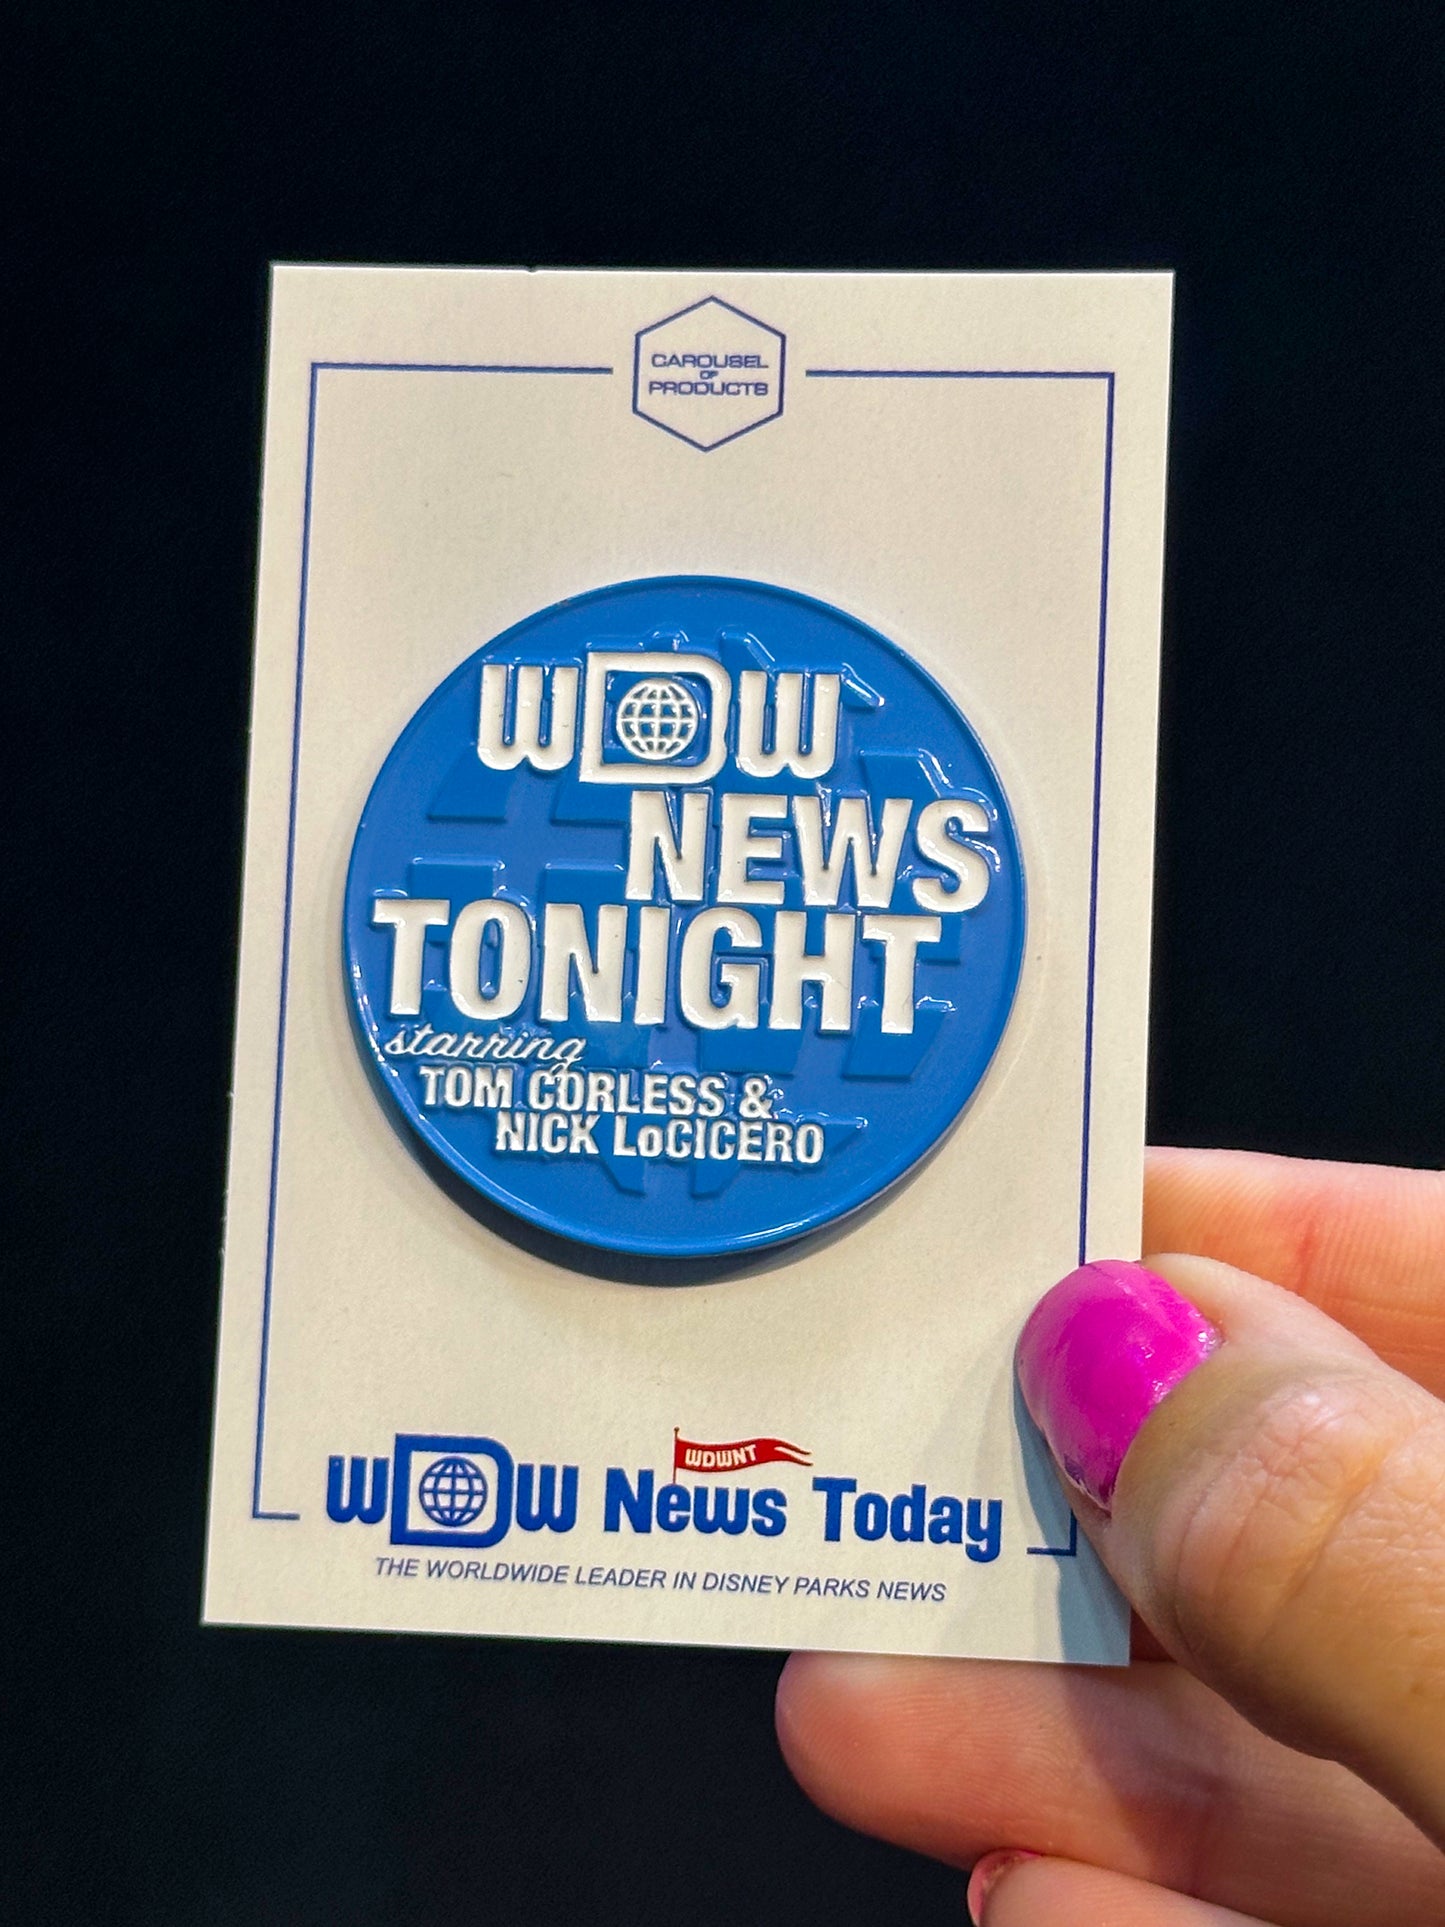 CAROUSEL
OF
PRODUCTS
WDW
NEWS
TONIGHT
starring
TOM CORLESS &
NICK LoCICERO
WDWNT
WDW News Today
THE WORLDWIDE LEADER IN DISNEY PARKS NEWS